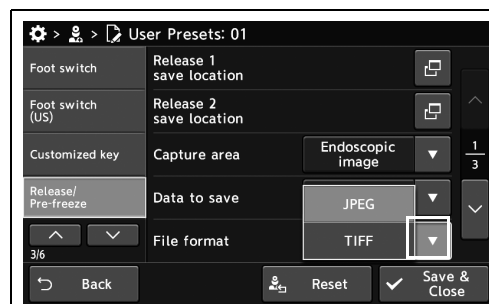 > > User Presets: 01
Foot switch
Foot switch
(US)
Customized key
Release/
Pre-freeze
3/6
Release 1
save location
Release 2
save location
Capture area
Endoscopic
image
Data to save
JPEG
File format
TIFF
1
3
Back
Reset
Save &
Close